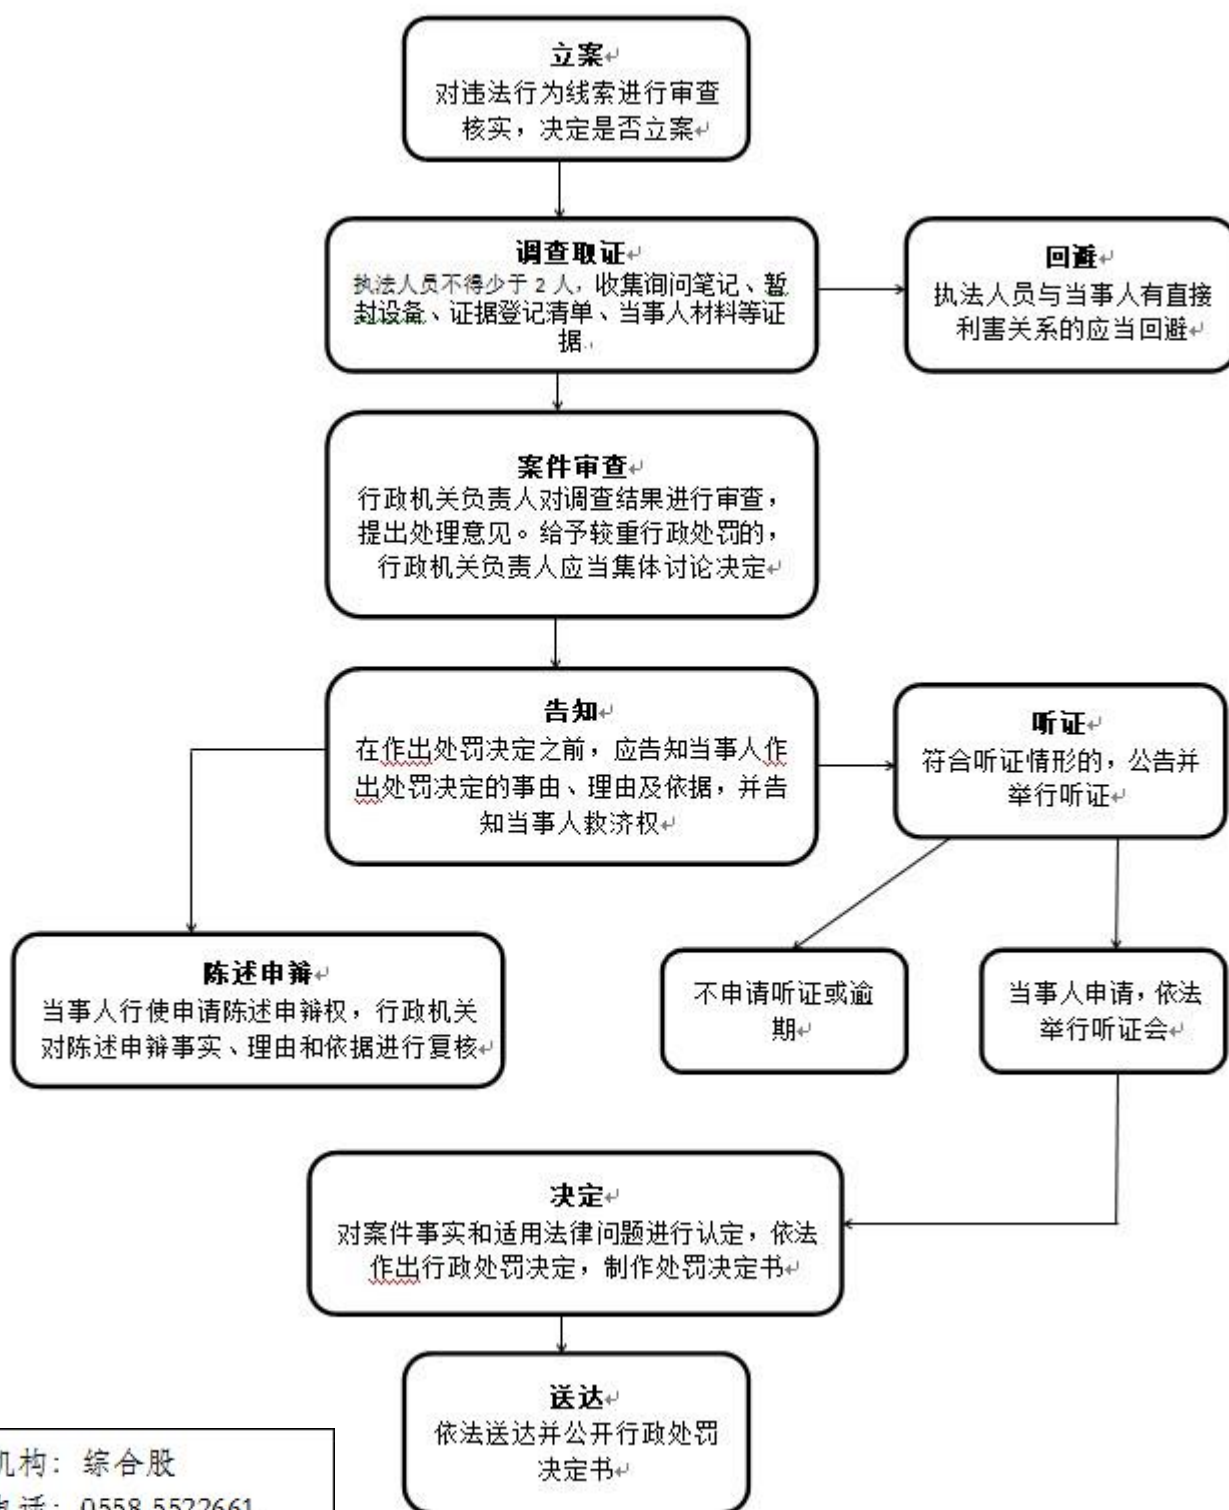 立案
对违法行为线索进行审查
核实，决定是否立案
调查取证
执法人员不得少于 2 人，收集询问笔记、暂
封设备、证据登记清单、当事人材料等证
据.
回避
执法人员与当事人有直接
利害关系的应当回避
案件审查
行政机关负责人对调查结果进行审查，
提出处理意见。给予较重行政处罚的，
行政机关负责人应当集体讨论决定
告知
在作出处罚决定之前，应告知当事人作
出处罚决定的事由、理由及依据，并告
知当事人救济权
听证
符合听证情形的，公告并
举行听证
陈述申辩
当事人行使申请陈述申辩权，行政机关
对陈述申辩事实、理由和依据进行复核
不申请听证或逾
期
当事人申请，依法
举行听证会
决定
对案件事实和适用法律问题进行认定，依法
作出行政处罚决定，制作处罚决定书
送达
依法送达并公开行政处罚
决定书
机构：综合股
电话：0558-5522661